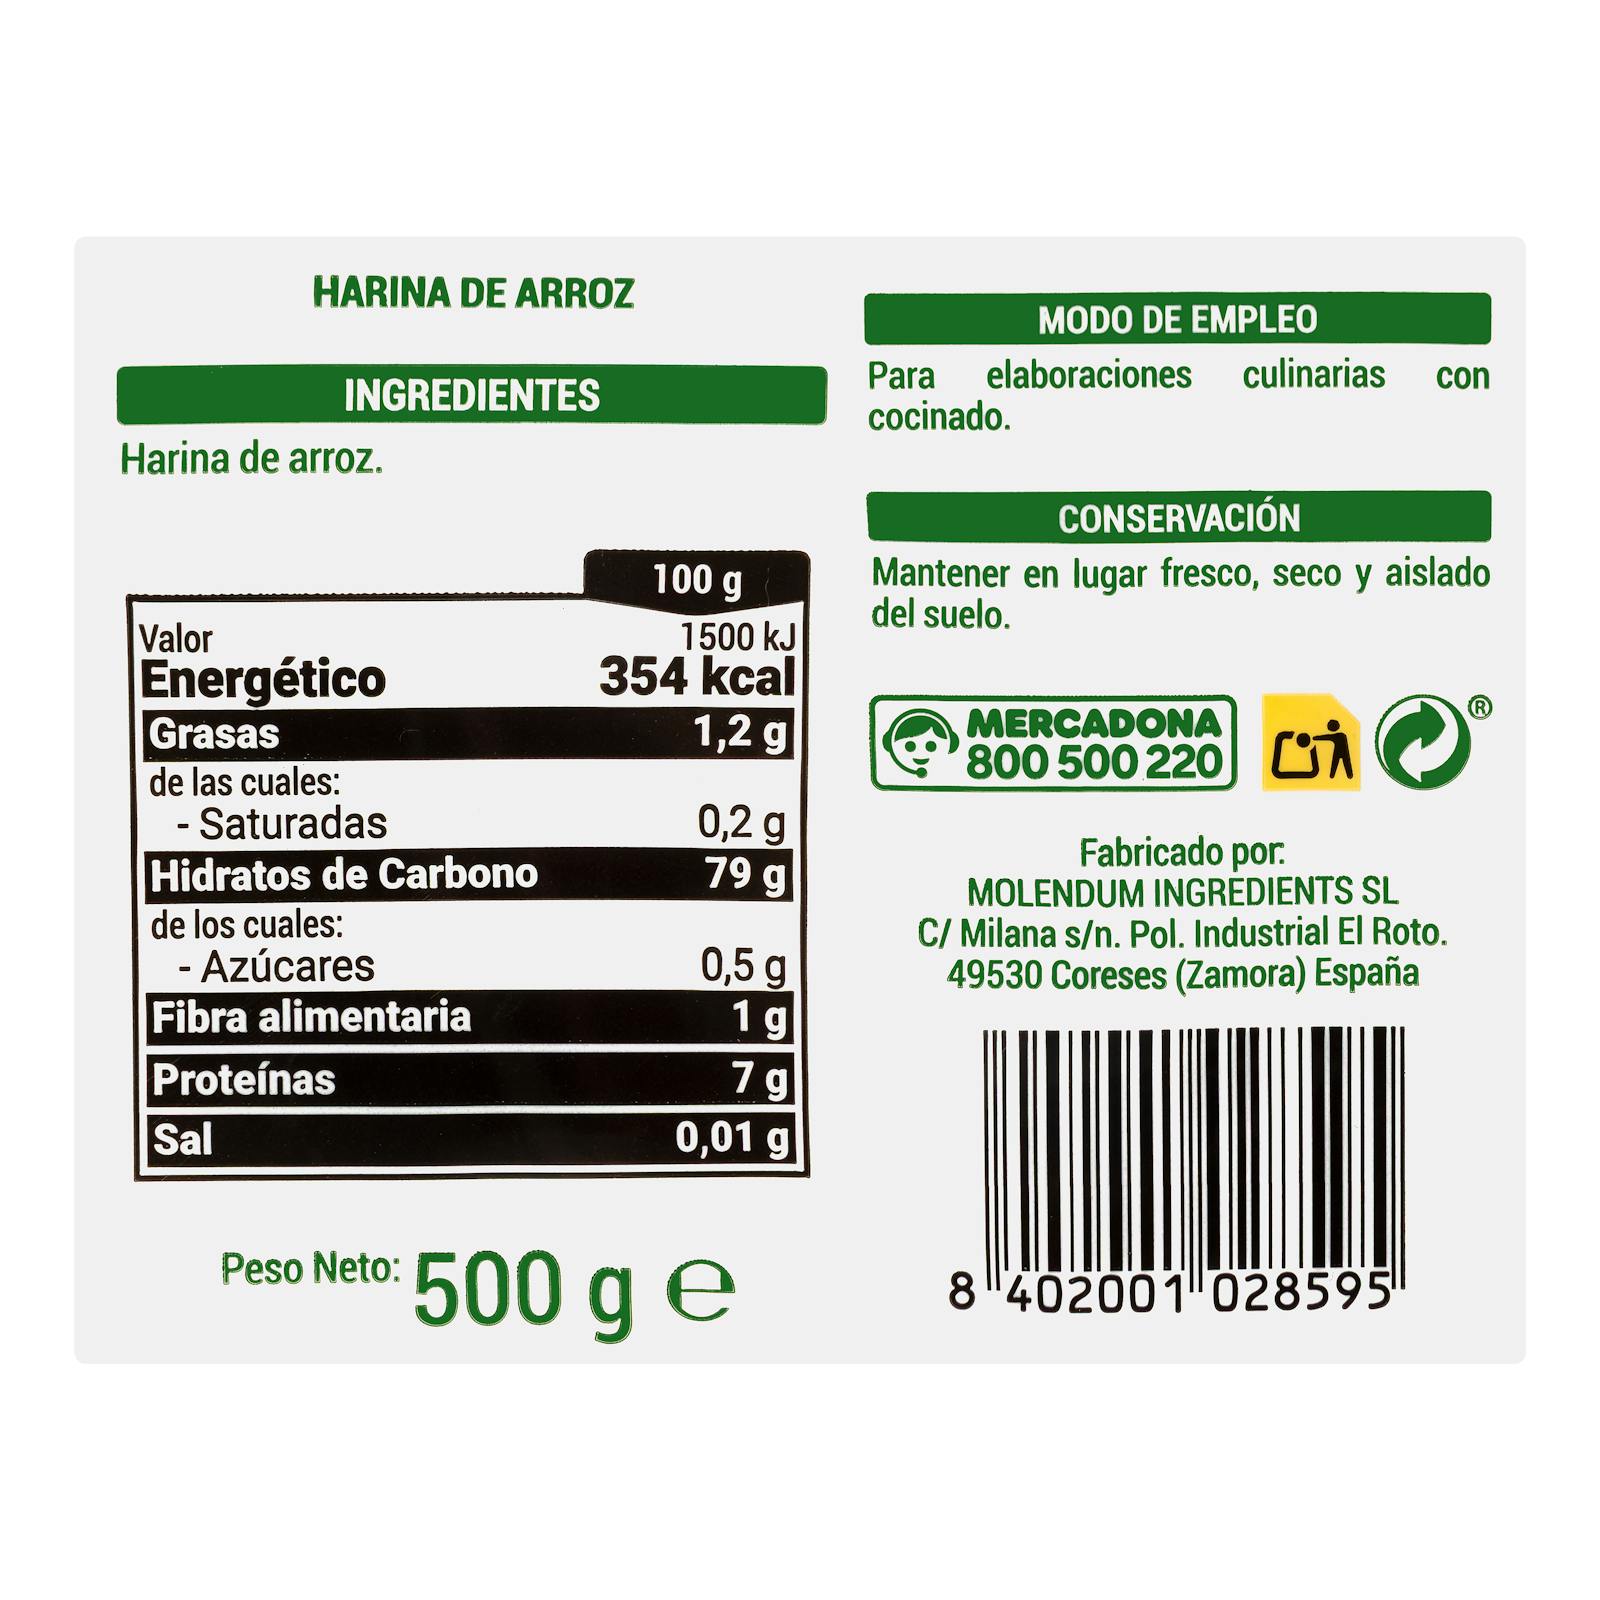 HARINA DE ARROZ
INGREDIENTES
Harina de arroz.
100 g
Valor 1500 kJ
Energético 354 kcal
Grasas 1,2 g
de las cuales:
- Saturadas 0,2 g
Hidratos de Carbono 79 g
de los cuales:
- Azúcares 0,5 g
Fibra alimentaria 1 g
Proteínas 7 g
Sal 0,01 g
Peso Neto: 500 g e
MODO DE EMPLEO
Para elaboraciones culinarias con
cocinado.
CONSERVACIÓN
Mantener en lugar fresco, seco y aislado
del suelo.
MERCADONA
800 500 220
®
Fabricado por:
MOLENDUM INGREDIENTS SL
C/ Milana s/n. Pol. Industrial El Roto.
49530 Coreses (Zamora) España
8 402001 028595